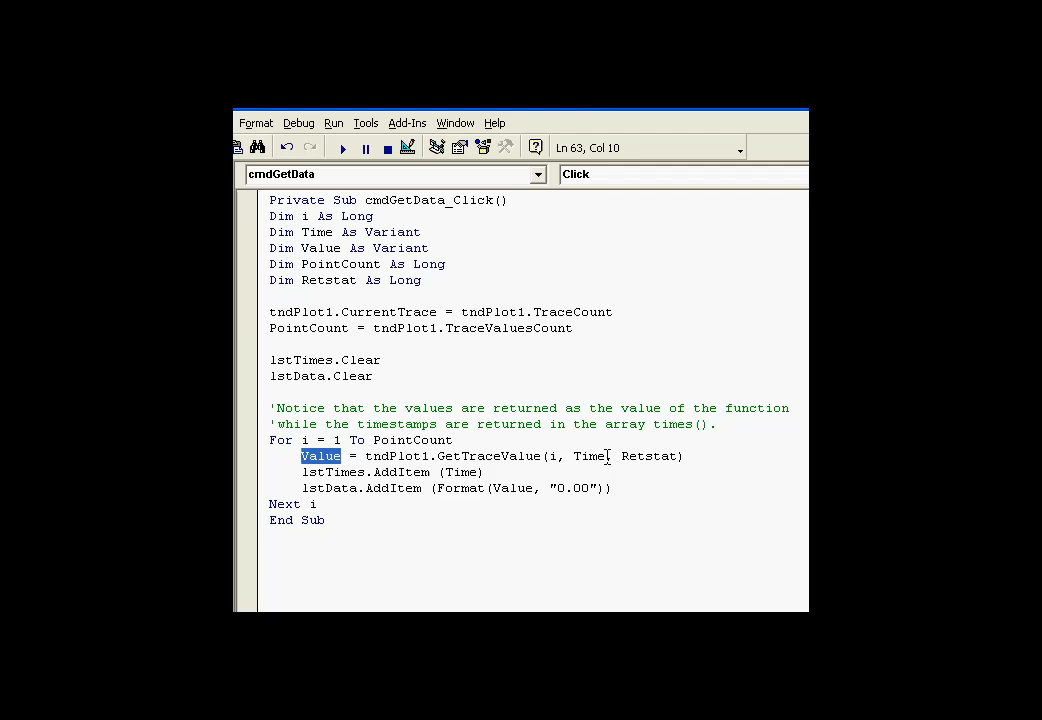 Format Debug Run Tools Add-Ins Window Help
Ln 63, Col 10
cmdGetData Click
Private Sub cmdGetData_Click()
Dim i As Long
Dim Time As Variant
Dim Value As Variant
Dim PointCount As Long
Dim Retstat As Long
tndPlot1.CurrentTrace = tndPlot1.TraceCount
PointCount = tndPlot1.TraceValuesCount
lstTimes.Clear
lstData.Clear
'Notice that the values are returned as the value of the function
'while the timestamps are returned in the array times().
For i = 1 To PointCount
Value = tndPlot1.GetTraceValue(i, Time, Retstat)
lstTimes.AddItem (Time)
lstData.AddItem (Format(Value, "0.00"))
Next i
End Sub